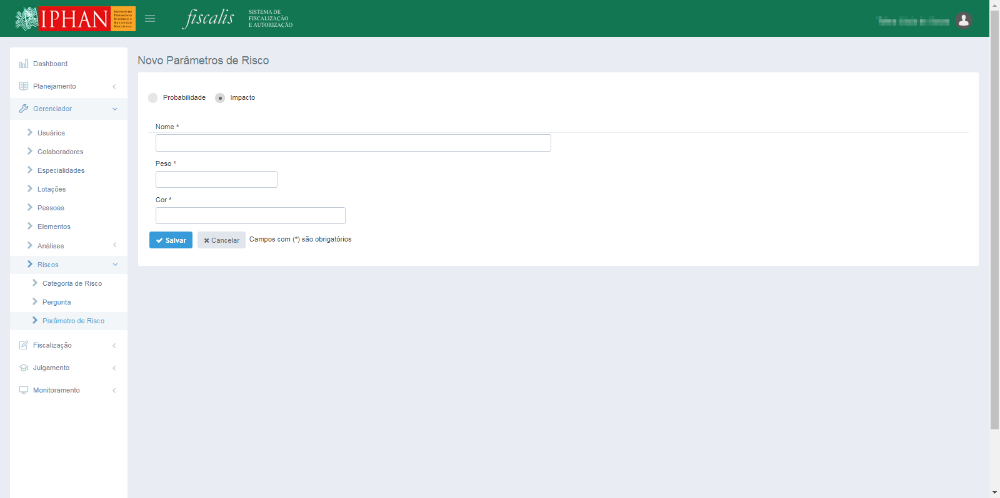 IPHAN
INSTITUTO DO
PATRIMÔNIO
HISTÓRICO E
ARTÍSTICO
NACIONAL
fiscalis
SISTEMA DE
FISCALIZAÇÃO
E AUTORIZAÇÃO
Dashboard
Planejamento
Gerenciador
Usuários
Colaboradores
Especialidades
Lotações
Pessoas
Elementos
Análises
Riscos
Categoria de Risco
Pergunta
Parâmetro de Risco
Fiscalização
Julgamento
Monitoramento
Novo Parâmetros de Risco
Probabilidade Impacto
Nome *
Peso *
Cor *
Salvar Cancelar Campos com (*) são obrigatórios